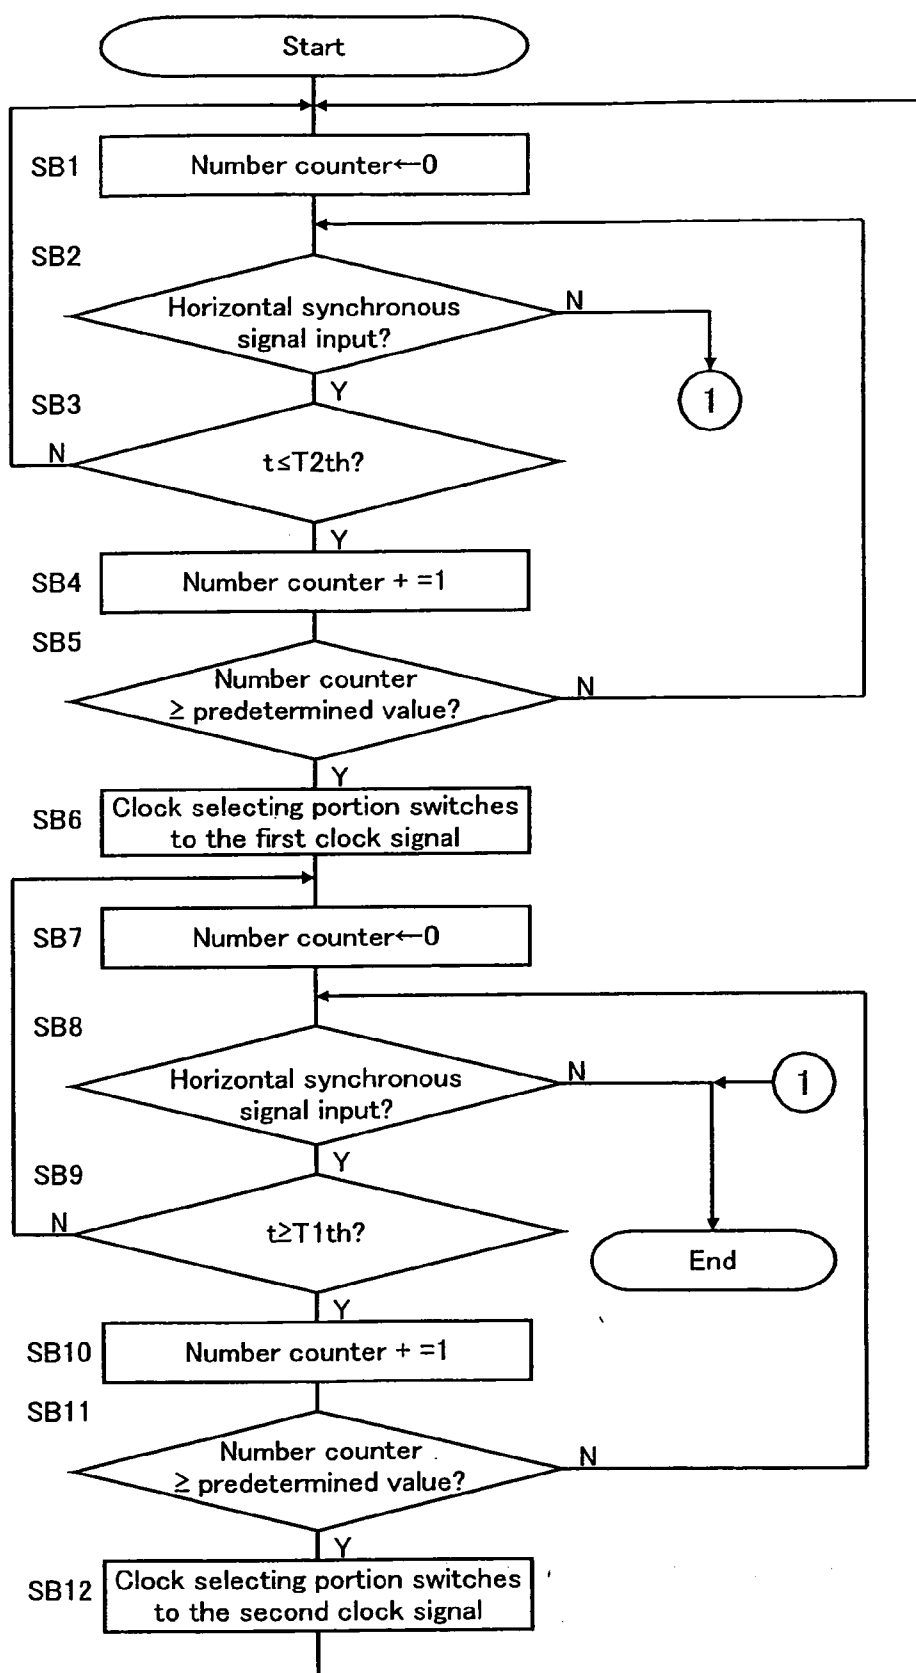 Start
SB1
Number counter←0
SB2
Horizontal synchronous
signal input?
N
1
Y
SB3
N
t≤T2th?
Y
SB4
Number counter + =1
SB5
Number counter
≥ predetermined value?
N
Y
SB6
Clock selecting portion switches
to the first clock signal
SB7
Number counter←0
SB8
Horizontal synchronous
signal input?
N
1
Y
SB9
N
t≥T1th?
End
Y
SB10
Number counter + =1
SB11
Number counter
≥ predetermined value?
N
Y
SB12
Clock selecting portion switches
to the second clock signal